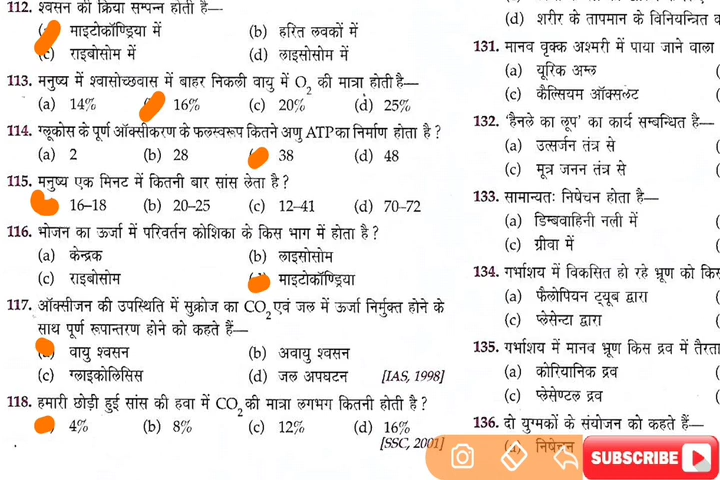 112. श्वसन की क्रिया सम्पन्न होती है—
माइटोकॉण्ड्रिया में (b) हरित लवकों में
(c) राइबोसोम में (d) लाइसोसोम में
113. मनुष्य में श्वासोच्छवास में बाहर निकली वायु में O2 की मात्रा होती है—
(a) 14% 16% (c) 20% (d) 25%
114. ग्लूकोस के पूर्ण ऑक्सीकरण के फलस्वरूप कितने अणु ATP का निर्माण होता है ?
(a) 2 (b) 28 38 (d) 48
115. मनुष्य एक मिनट में कितनी बार सांस लेता है ?
16–18 (b) 20–25 (c) 12–41 (d) 70–72
116. भोजन का ऊर्जा में परिवर्तन कोशिका के किस भाग में होता है ?
(a) केन्द्रक (b) लाइसोसोम
(c) राइबोसोम माइटोकॉण्ड्रिया
117. ऑक्सीजन की उपस्थिति में सुक्रोज का CO2 एवं जल में ऊर्जा निर्मुक्त होने के
साथ पूर्ण रूपान्तरण होने को कहते हैं—
वायु श्वसन (b) अवायु श्वसन
(c) ग्लाइकोलिसिस (d) जल अपघटन [IAS, 1998]
118. हमारी छोड़ी हुई सांस की हवा में CO2 की मात्रा लगभग कितनी होती है ?
4% (b) 8% (c) 12% (d) 16%
[SSC, 2001]
(d) शरीर के तापमान के विनियन्त्रित
131. मानव वृक्क अश्मरी में पाया जाने वाला
(a) यूरिक अम्ल
(c) कैल्सियम ऑक्सलेट
132. 'हेनले का लूप' का कार्य सम्बन्धित है—
(a) उत्सर्जन तंत्र से
(c) मूत्र जनन तंत्र से
133. सामान्यतः निषेचन होता है—
(a) डिम्बवाहिनी नली में
(c) ग्रीवा में
134. गर्भाशय में विकसित हो रहे भ्रूण को
(a) फैलोपियन ट्यूब द्वारा
(c) प्लेसेन्टा द्वारा
135. गर्भाशय में मानव भ्रूण किस द्रव में तैरता
(a) कोरियानिक द्रव
(c) प्लेसेण्टल द्रव
136. दो युग्मकों के संयोजन को कहते हैं—
(a) निषेचन
SUBSCRIBE